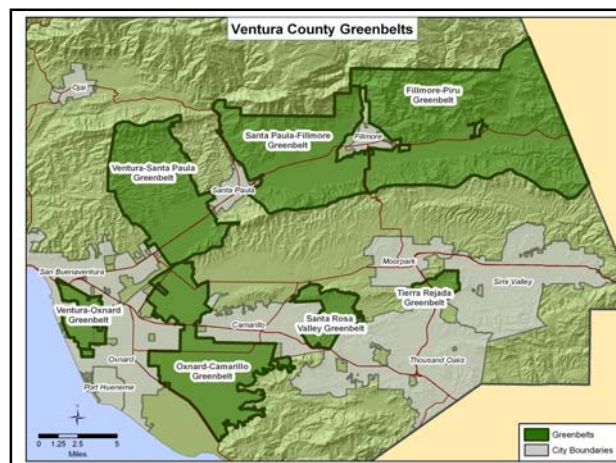 Ventura County Greenbelts
Ojai
Fillmore-Piru
Greenbelt
Santa Paula-Fillmore
Greenbelt
Fillmore
Ventura-Santa Paula
Greenbelt
Santa Paula
San Buenaventura
Moorpark
Simi Valley
Tierra Rejada
Greenbelt
Ventura-Oxnard
Greenbelt
Camarillo
Santa Rosa
Valley Greenbelt
Oxnard
Oxnard-Camarillo
Greenbelt
Thousand Oaks
Port Hueneme
0 1.25 2.5 5
Miles
Greenbelts
City Boundaries